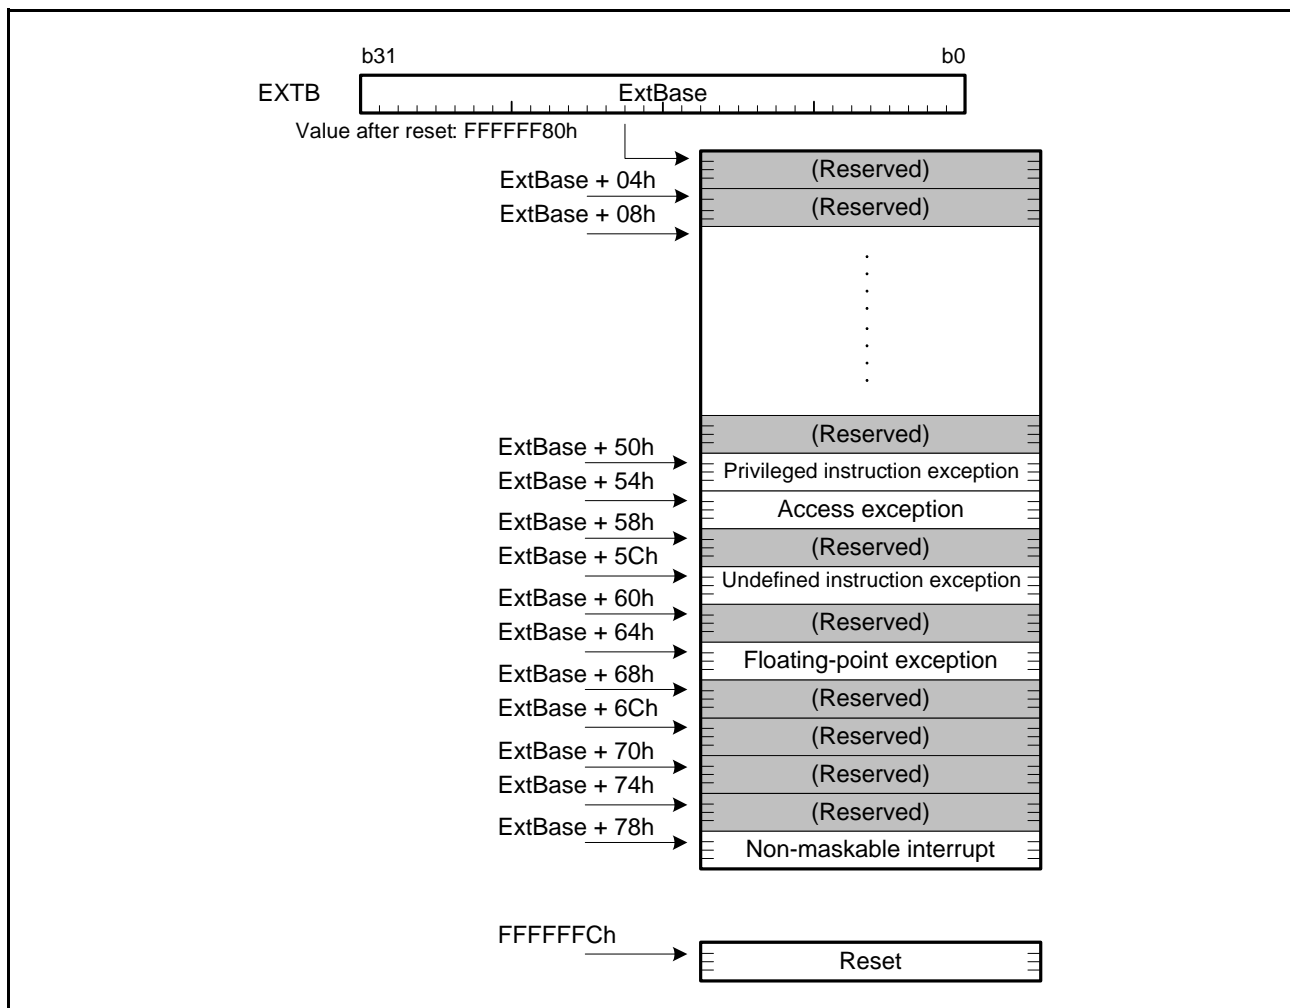 b31 b0
EXTB ExtBase
Value after reset: FFFFFF80h
(Reserved)
ExtBase + 04h
(Reserved)
ExtBase + 08h
(Reserved)
ExtBase + 50h
Privileged instruction exception
ExtBase + 54h
Access exception
ExtBase + 58h
(Reserved)
ExtBase + 5Ch
Undefined instruction exception
ExtBase + 60h
(Reserved)
ExtBase + 64h
Floating-point exception
ExtBase + 68h
(Reserved)
ExtBase + 6Ch
(Reserved)
ExtBase + 70h
(Reserved)
ExtBase + 74h
(Reserved)
ExtBase + 78h
Non-maskable interrupt
FFFFFFCh
Reset